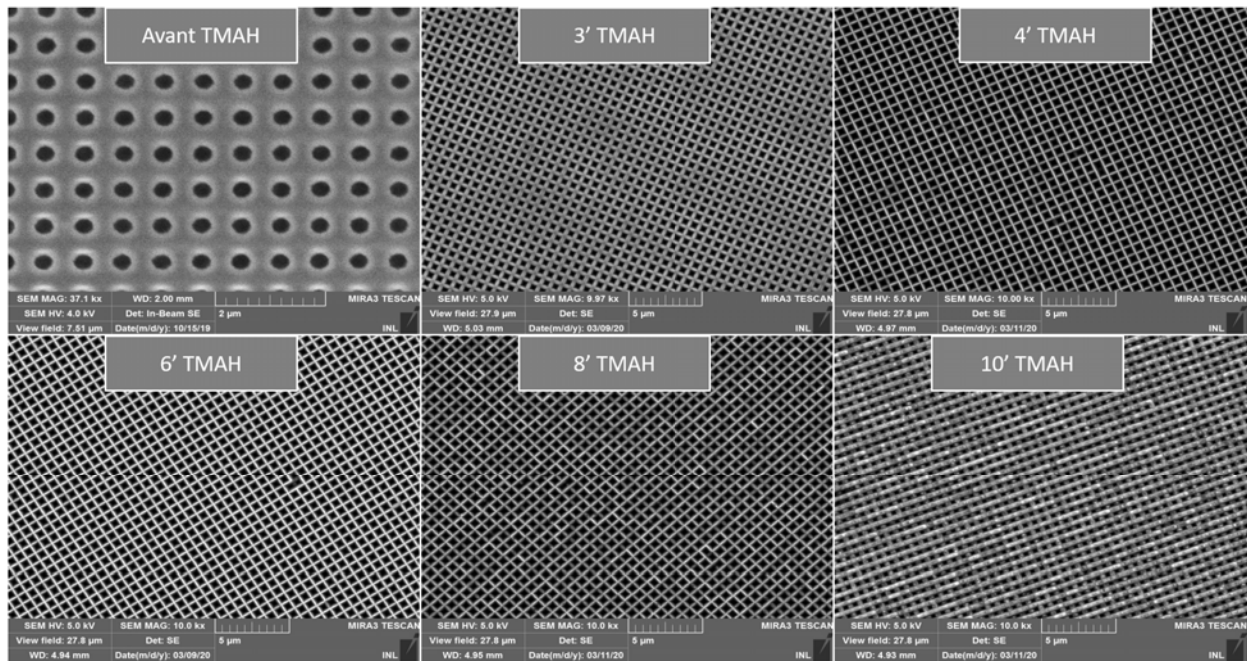 Avant TMAH
SEM MAG: 37.1 kx WD: 2.00 mm MIRA3 TESCAN
SEM HV: 4.0 kV Det: In-Beam SE 2 µm
View field: 7.51 µm Date(m/d/y): 10/15/19 INL
3’ TMAH
SEM HV: 5.0 kV SEM MAG: 9.97 kx MIRA3 TESCAN
View field: 27.9 µm Det: SE 5 µm
WD: 5.03 mm Date(m/d/y): 03/09/20 INL
4’ TMAH
SEM HV: 5.0 kV SEM MAG: 10.00 kx MIRA3 TESCAN
View field: 27.8 µm Det: SE 5 µm
WD: 4.97 mm Date(m/d/y): 03/11/20 INL
6’ TMAH
SEM HV: 5.0 kV SEM MAG: 10.0 kx MIRA3 TESCAN
View field: 27.8 µm Det: SE 5 µm
WD: 4.94 mm Date(m/d/y): 03/09/20 INL
8’ TMAH
SEM HV: 5.0 kV SEM MAG: 10.0 kx MIRA3 TESCAN
View field: 27.8 µm Det: SE 5 µm
WD: 4.95 mm Date(m/d/y): 03/11/20 INL
10’ TMAH
SEM HV: 5.0 kV SEM MAG: 10.0 kx MIRA3 TESCAN
View field: 27.8 µm Det: SE 5 µm
WD: 4.93 mm Date(m/d/y): 03/11/20 INL